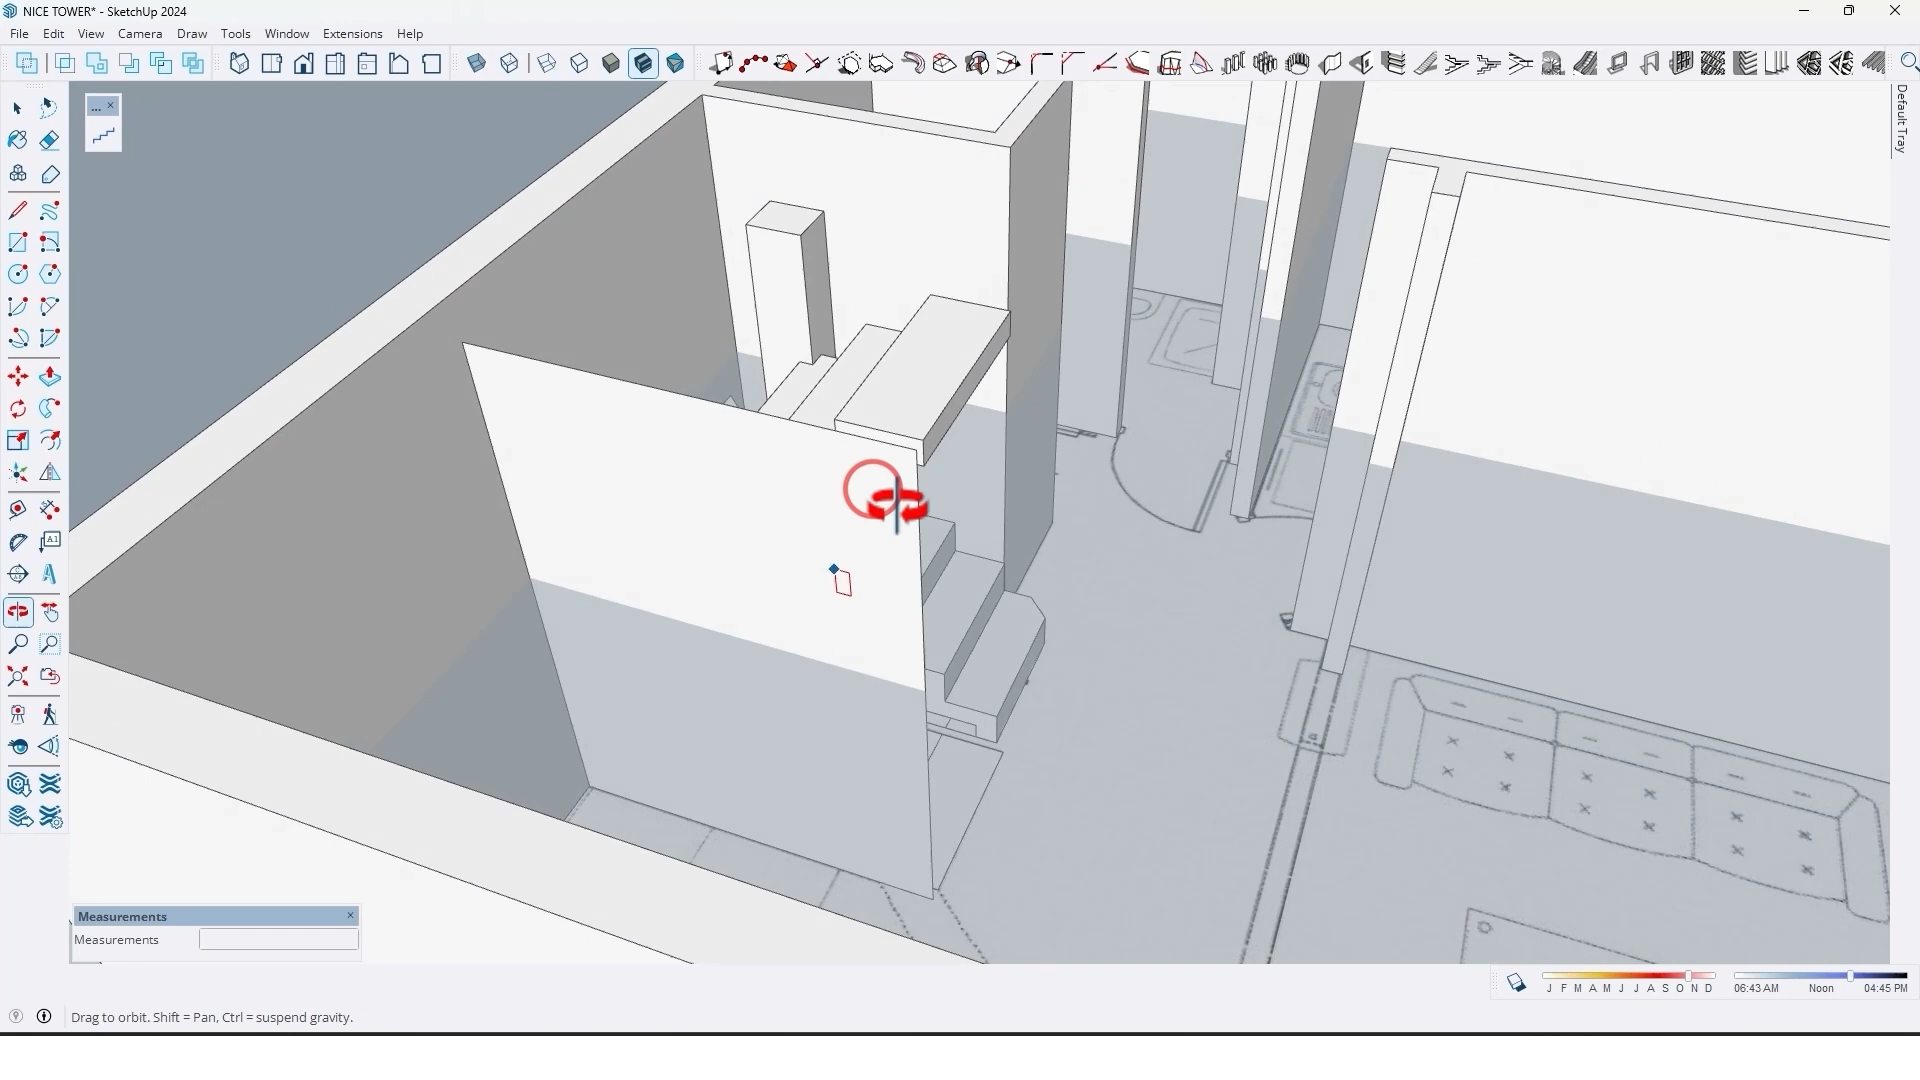 NICE TOWER* - SketchUp 2024
File Edit View Camera Draw Tools Window Extensions Help
... ×
Default Tray
A1
A
Measurements ×
Measurements
J F M A M J J A S O N D 06:43 AM Noon 04:45 PM
Drag to orbit. Shift = Pan, Ctrl = suspend gravity.